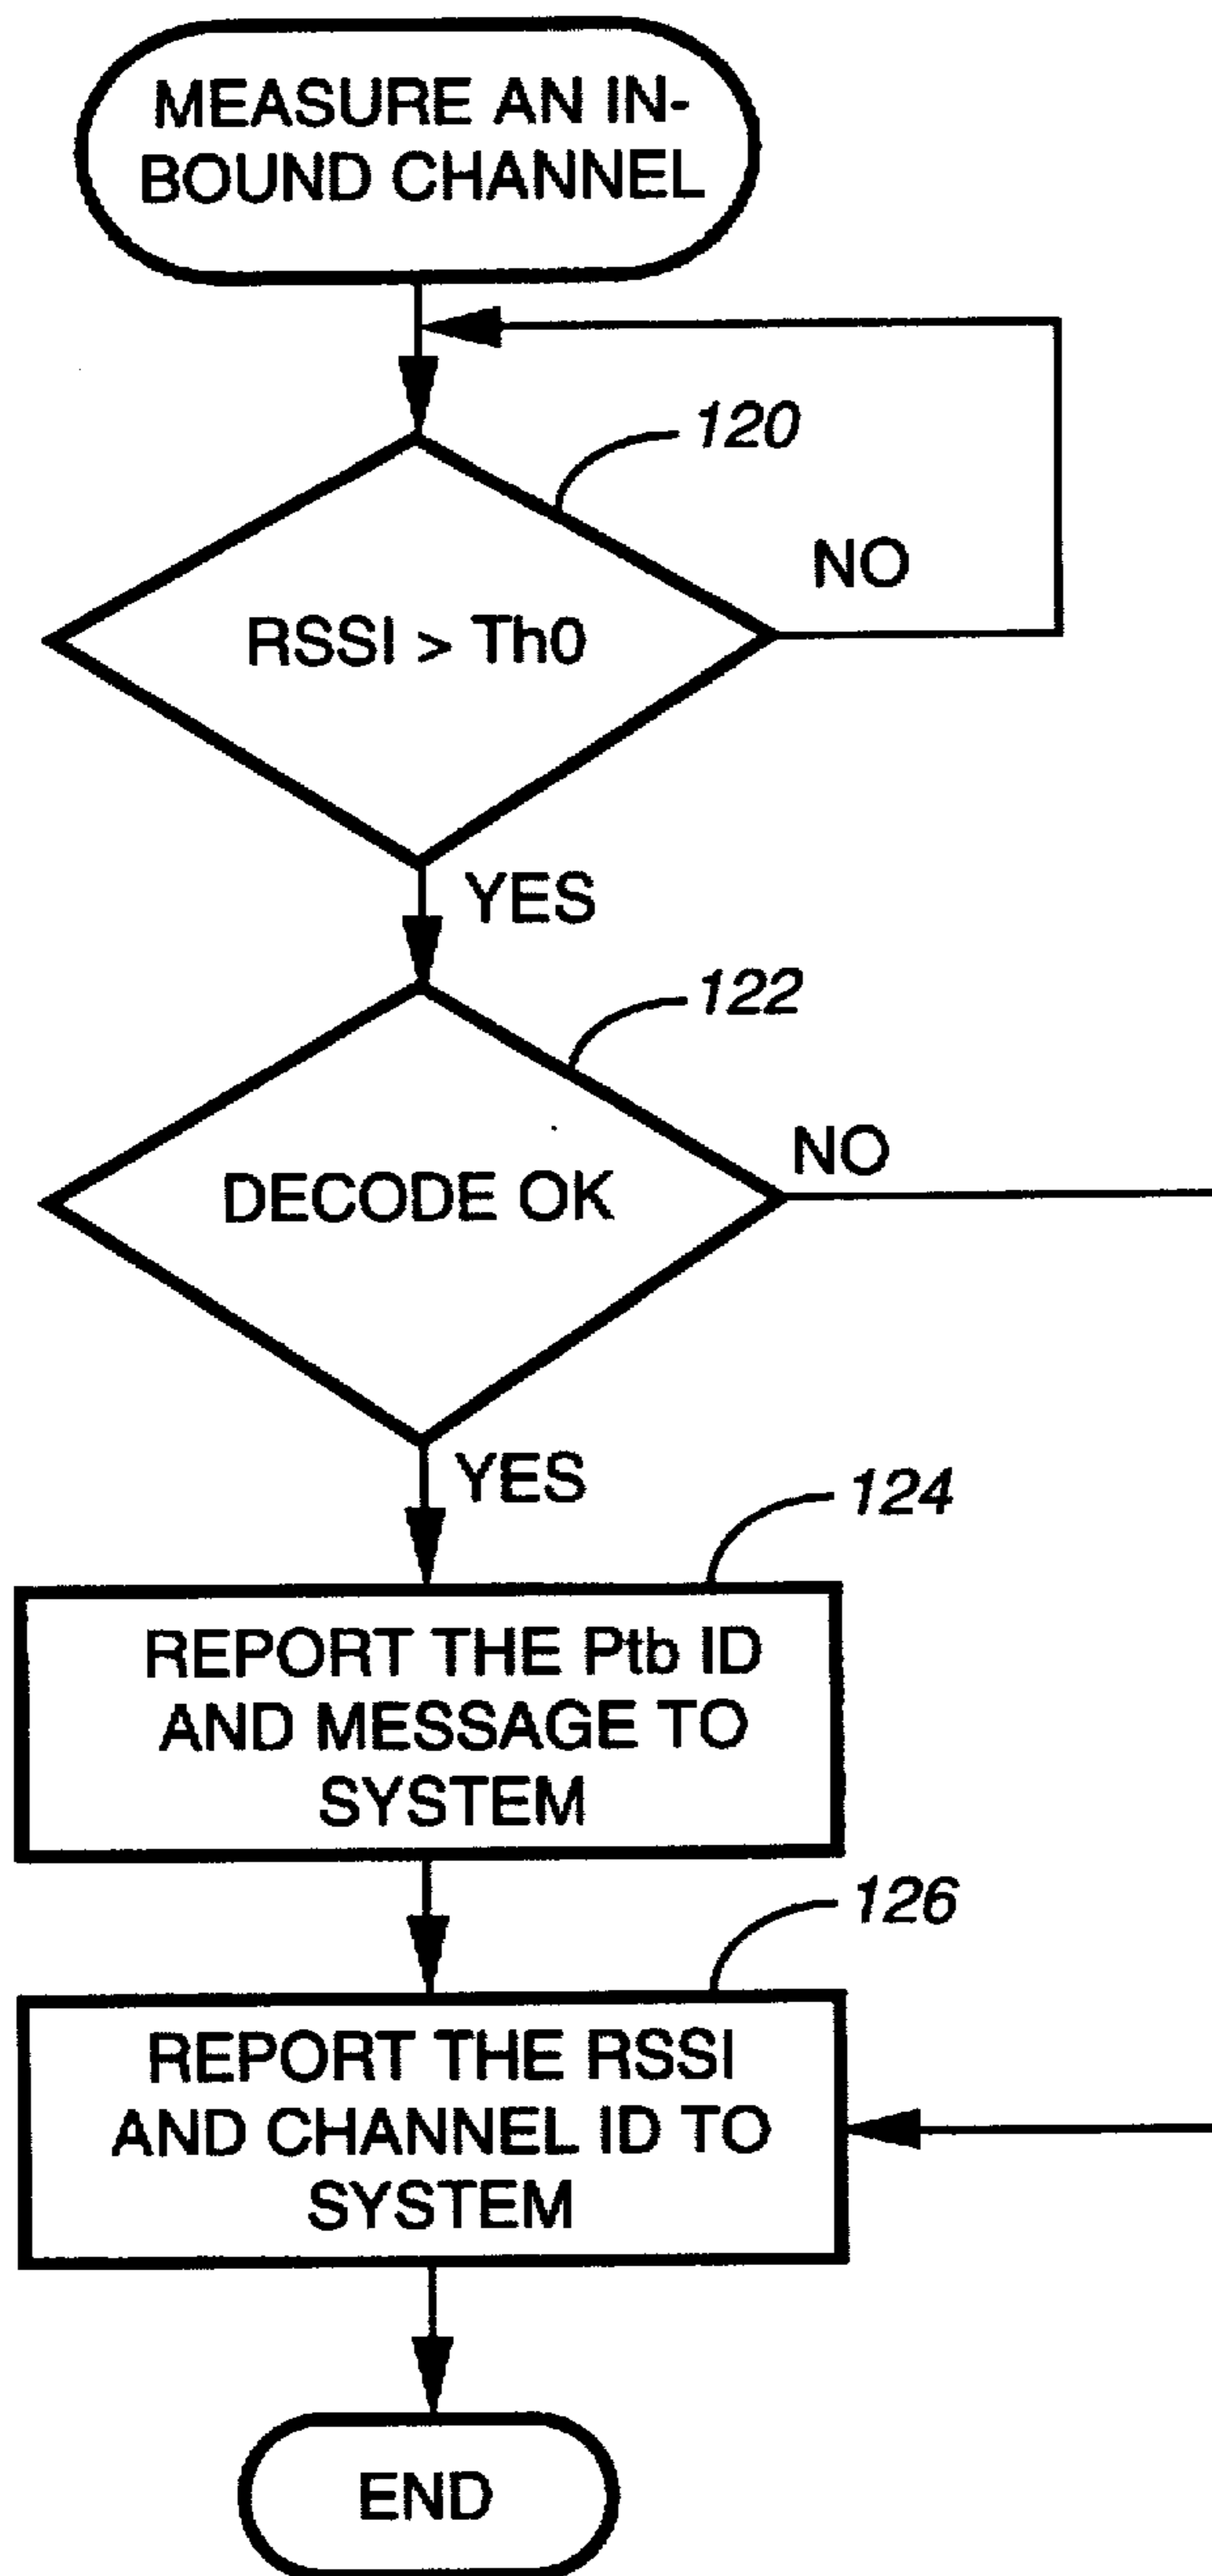 MEASURE AN IN-
BOUND CHANNEL
120
NO
RSSI > Th0
YES
122
NO
DECODE OK
YES
124
REPORT THE Ptb ID
AND MESSAGE TO
SYSTEM
126
REPORT THE RSSI
AND CHANNEL ID TO
SYSTEM
END